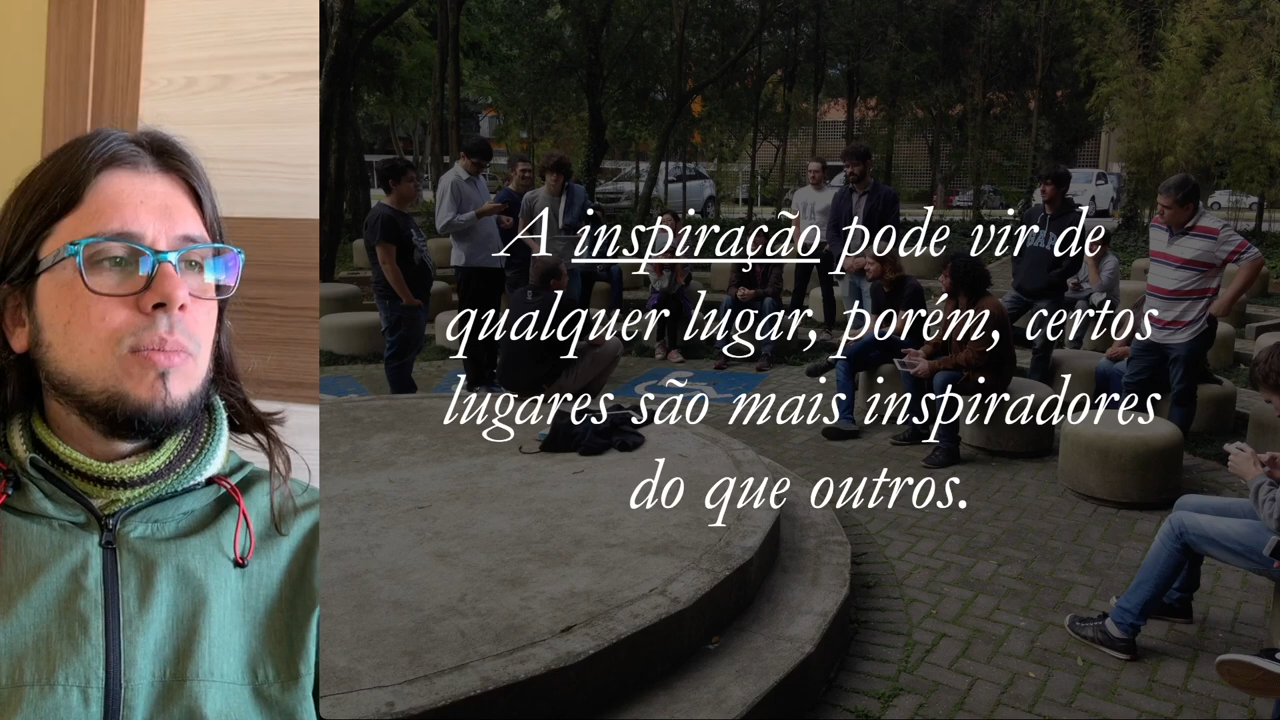 A inspiração pode vir de
qualquer lugar, porém, certos
lugares são mais inspiradores
do que outros.